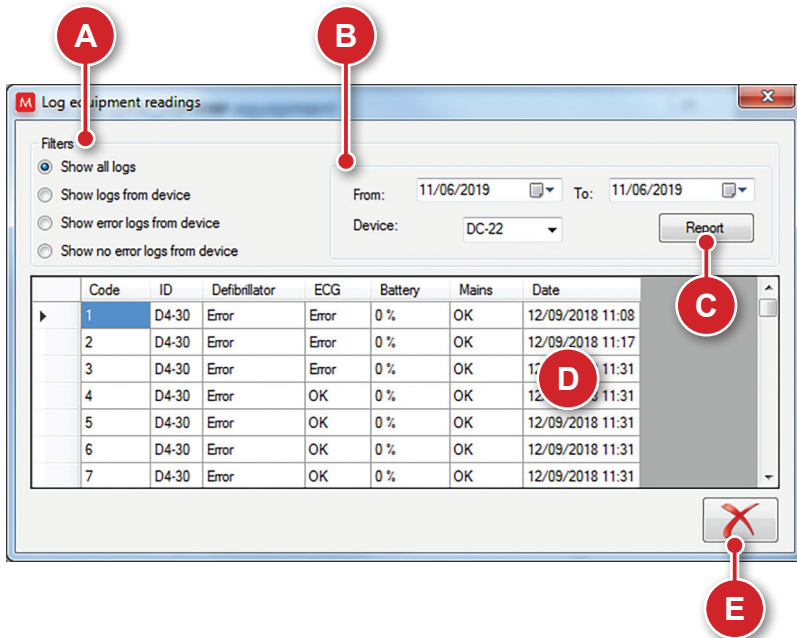 A B
M Log equipment readings
Filters
Show all logs
Show logs from device
Show error logs from device
Show no error logs from device
From: 11/06/2019 To: 11/06/2019
Device: DC-22 Report
C
Code ID Defibrillator ECG Battery Mains Date
1 D4-30 Error Error 0 % OK 12/09/2018 11:08
2 D4-30 Error Error 0 % OK 12/09/2018 11:17
3 D4-30 Error Error 0 % OK 11:31
D
4 D4-30 Error OK 0 % OK 11:31
5 D4-30 Error OK 0 % OK 12/09/2018 11:31
6 D4-30 Error OK 0 % OK 12/09/2018 11:31
7 D4-30 Error OK 0 % OK 12/09/2018 11:31
E